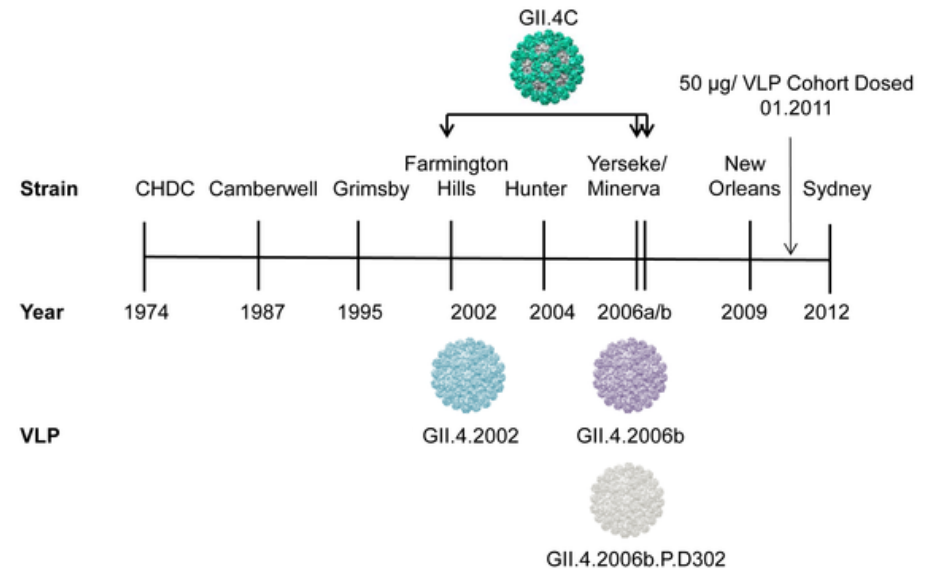 GII.4C
50 µg/ VLP Cohort Dosed
01.2011
Strain
CHDC
Camberwell
Grimsby
Farmington
Hills
Hunter
Yerseke/
Minerva
New
Orleans
Sydney
Year
1974
1987
1995
2002
2004
2006a/b
2009
2012
VLP
GII.4.2002
GII.4.2006b
GII.4.2006b.P.D302